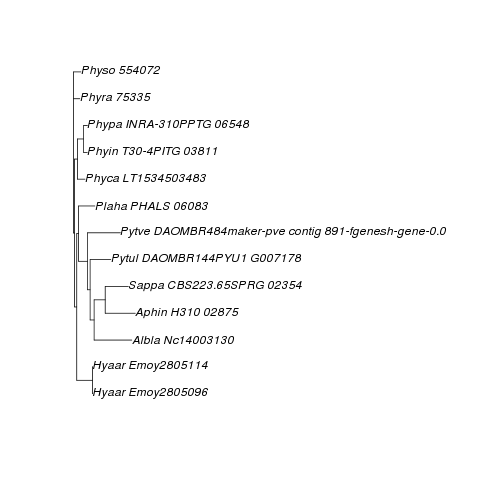 Physo 554072
Phyra 75335
Phypa INRA-310PPTG 06548
Phyin T30-4PITG 03811
Phyca LT1534503483
Plaha PHALS 06083
Pytve DAOMBR484maker-pve contig 891-fgenesh-gene-0.0
Pytul DAOMBR144PYU1 G007178
Sappa CBS223.65SPRG 02354
Aphin H310 02875
Albla Nc14003130
Hyaar Emoy2805114
Hyaar Emoy2805096